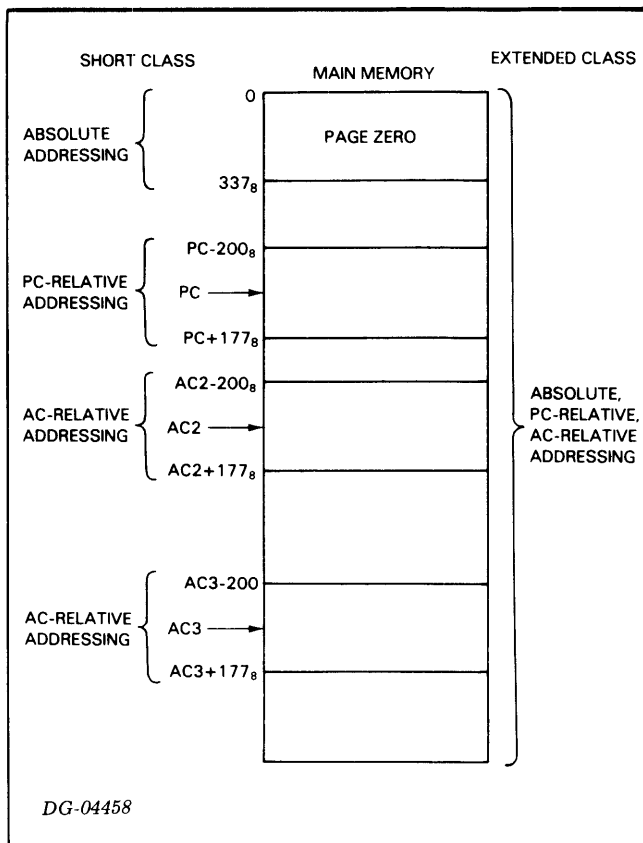 SHORT CLASS
MAIN MEMORY
EXTENDED CLASS
0
ABSOLUTE
ADDRESSING
PAGE ZERO
337₈
PC-200₈
PC-RELATIVE
ADDRESSING
PC
PC+177₈
AC2-200₈
AC-RELATIVE
ADDRESSING
AC2
AC2+177₈
ABSOLUTE,
PC-RELATIVE,
AC-RELATIVE
ADDRESSING
AC3-200
AC-RELATIVE
ADDRESSING
AC3
AC3+177₈
DG-04458